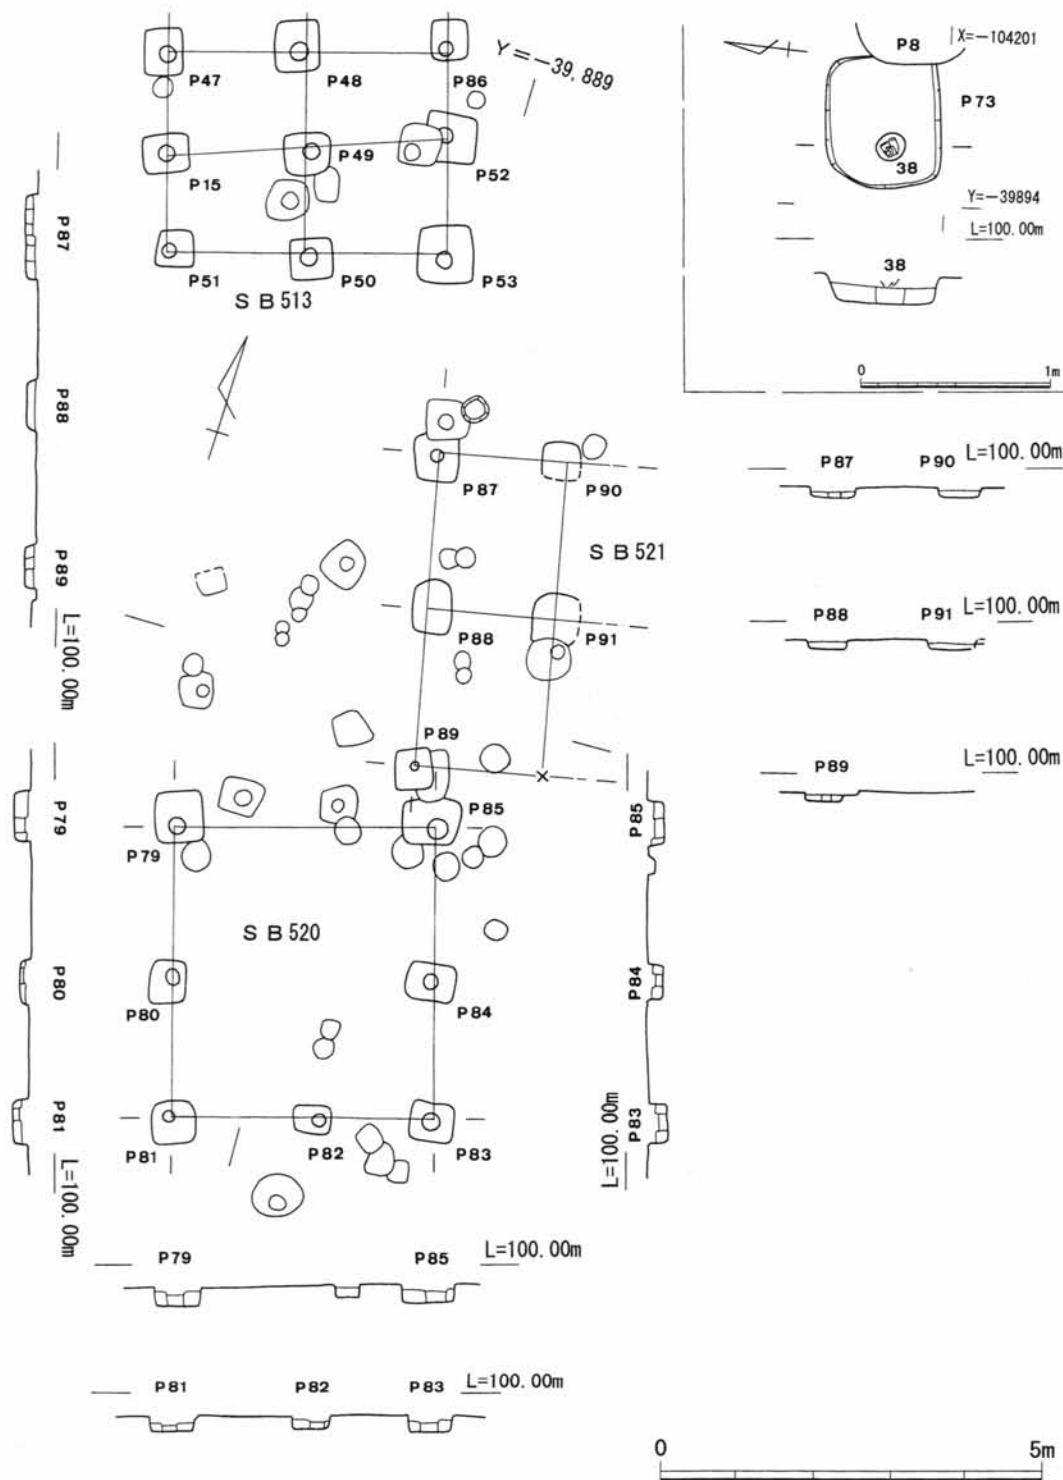 P47
P48
P86
Y=-39,889
P15
P49
P52
P51
P50
P53
SB513
P8
X=-104201
P73
38
Y=-39894
L=100.00m
38
0
1m
P87
P88
P89
L=100.00m
P87
P90
SB521
P88
P91
P89
P87
P90
L=100.00m
P88
P91
L=100.00m
P89
L=100.00m
P79
P80
P81
L=100.00m
P79
P85
SB520
P80
P84
P81
P82
P83
P85
P84
P83
L=100.00m
P79
P85
L=100.00m
P81
P82
P83
L=100.00m
0
5m